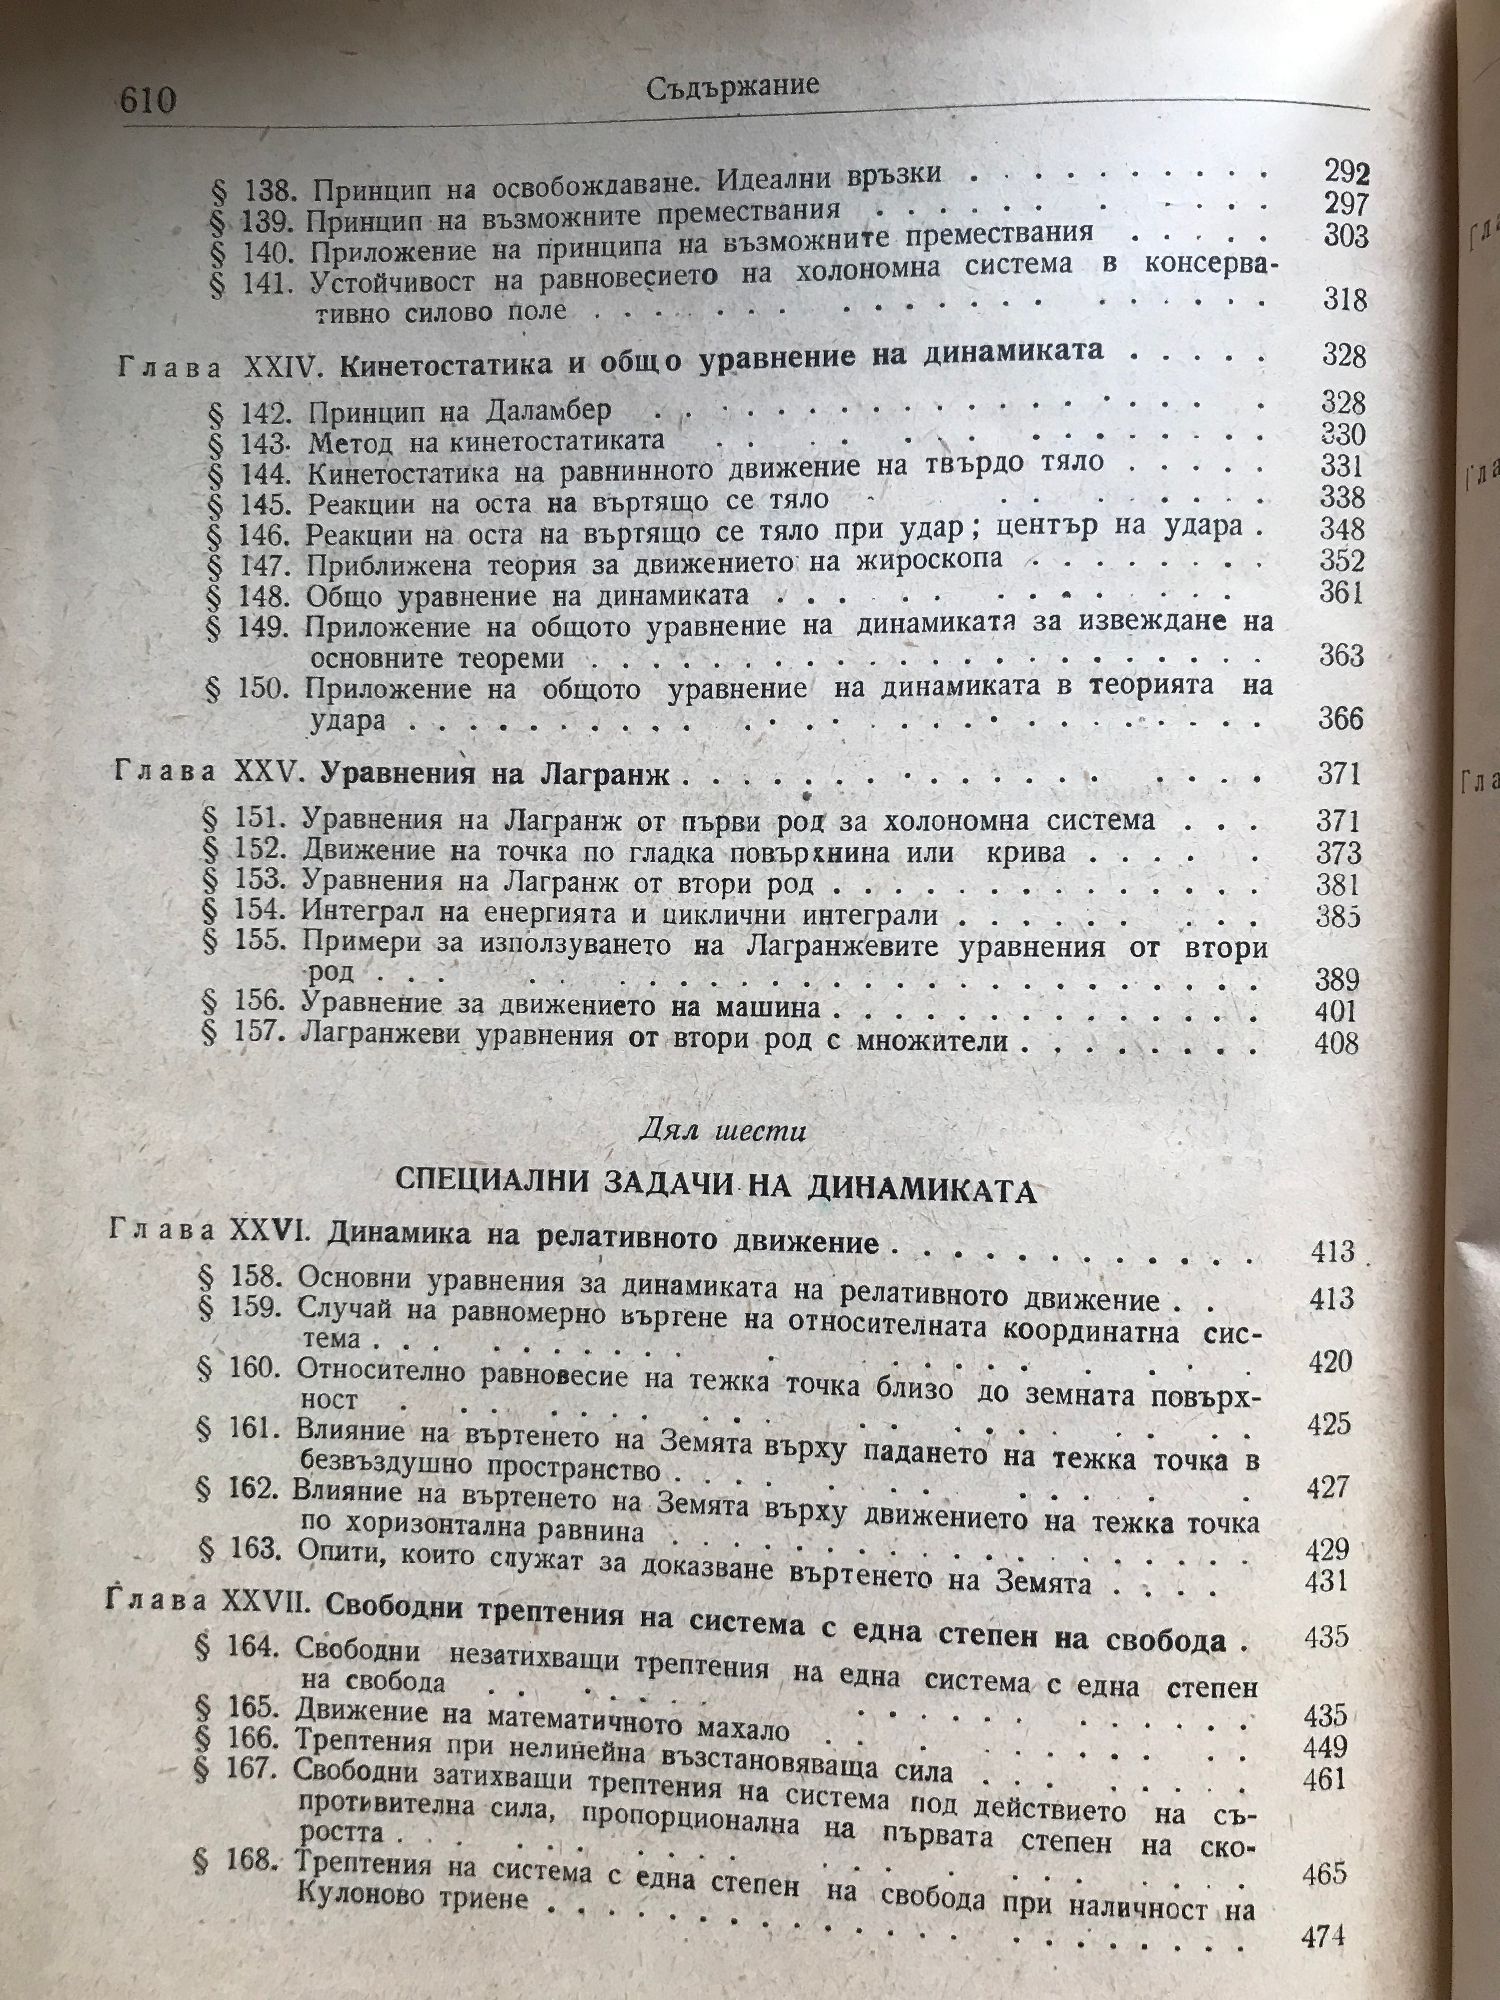 610
Съдържание
§ 138. Принцип на освобождаване. Идеални връзки . . . . . . . . . . 292
§ 139. Принцип на възможните премествания . . . . . . . . . . . 297
§ 140. Приложение на принципа на възможните премествания . . . . . 303
§ 141. Устойчивост на равновесието на холономна система в консерва-
тивно силово поле . . . . . . . . . . . . . . . . . . . . 318
Глава XXIV. Кинетостатика и общо уравнение на динамиката . . . . . 328
§ 142. Принцип на Даламбер . . . . . . . . . . . . . . . . . . 328
§ 143. Метод на кинетостатиката . . . . . . . . . . . . . . . . 330
§ 144. Кинетостатика на равнинното движение на твърдо тяло . . . . . 331
§ 145. Реакции на оста на въртящо се тяло . . . . . . . . . . 338
§ 146. Реакции на оста на въртящо се тяло при удар; център на удара . 348
§ 147. Приближена теория за движението на жироскопа . . . . . . . . 352
§ 148. Общо уравнение на динамиката . . . . . . . . . . . . . . 361
§ 149. Приложение на общото уравнение на динамиката за извеждане на
основните теореми . . . . . . . . . . . . . . . . . . . . . 363
§ 150. Приложение на общото уравнение на динамиката в теорията на
удара . . . . . . . . . . . . . . . . . . . . . . . . . . . 366
Глава XXV. Уравнения на Лагранж . . . . . . . . . . . . . . . . . . 371
§ 151. Уравнения на Лагранж от първи род за холономна система . . . 371
§ 152. Движение на точка по гладка повърхнина или крива . . . . . 373
§ 153. Уравнения на Лагранж от втори род . . . . . . . . . . . . . . 381
§ 154. Интеграл на енергията и циклични интеграли . . . . . . . . . 385
§ 155. Примери за използуването на Лагранжевите уравнения от втори
род . . . . . . . . . . . . . . . . . . . . . . . . . . . 389
§ 156. Уравнение за движението на машина . . . . . . . . . . . . . . 401
§ 157. Лагранжеви уравнения от втори род с множители . . . . . . . . 408
Дял шести
СПЕЦИАЛНИ ЗАДАЧИ НА ДИНАМИКАТА
Глава XXVI. Динамика на релативното движение . . . . . . . . . . . . 413
§ 158. Основни уравнения за динамиката на релативното движение . . 413
§ 159. Случай на равномерно въртене на относителната координатна сис-
тема . . . . . . . . . . . . . . . . . . . . . . . . . . 420
§ 160. Относително равновесие на тежка точка близо до земната повърх-
ност . . . . . . . . . . . . . . . . . . . . . . . . . 425
§ 161. Влияние на въртенето на Земята върху падането на тежка точка в
безвъздушно пространство . . . . . . . . . . . . . . . . 427
§ 162. Влияние на въртенето на Земята върху движението на тежка точка
по хоризонтална равнина . . . . . . . . . . . . . . . . . . . 429
§ 163. Опити, които служат за доказване въртенето на Земята . . . . 431
Глава XXVII. Свободни трептения на система с една степен на свобода . 435
§ 164. Свободни незатихващи трептения на една система с една степен
на свобода . . . . . . . . . . . . . . . . . . . . . . 435
§ 165. Движение на математичното махало . . . . . . . . . . . . 449
§ 166. Трептения при нелинейна възстановяваща сила . . . . . . . . . 461
§ 167. Свободни затихващи трептения на система под действието на съ-
противителна сила, пропорционална на първата степен на ско-
ростта . . . . . . . . . . . . . . . . . . . . . . . . 465
§ 168. Трептения на система с една степен на свобода при наличност на
Кулоново триене . . . . . . . . . . . . . . . . . . . . . . 474
Гла
Гла
Гла